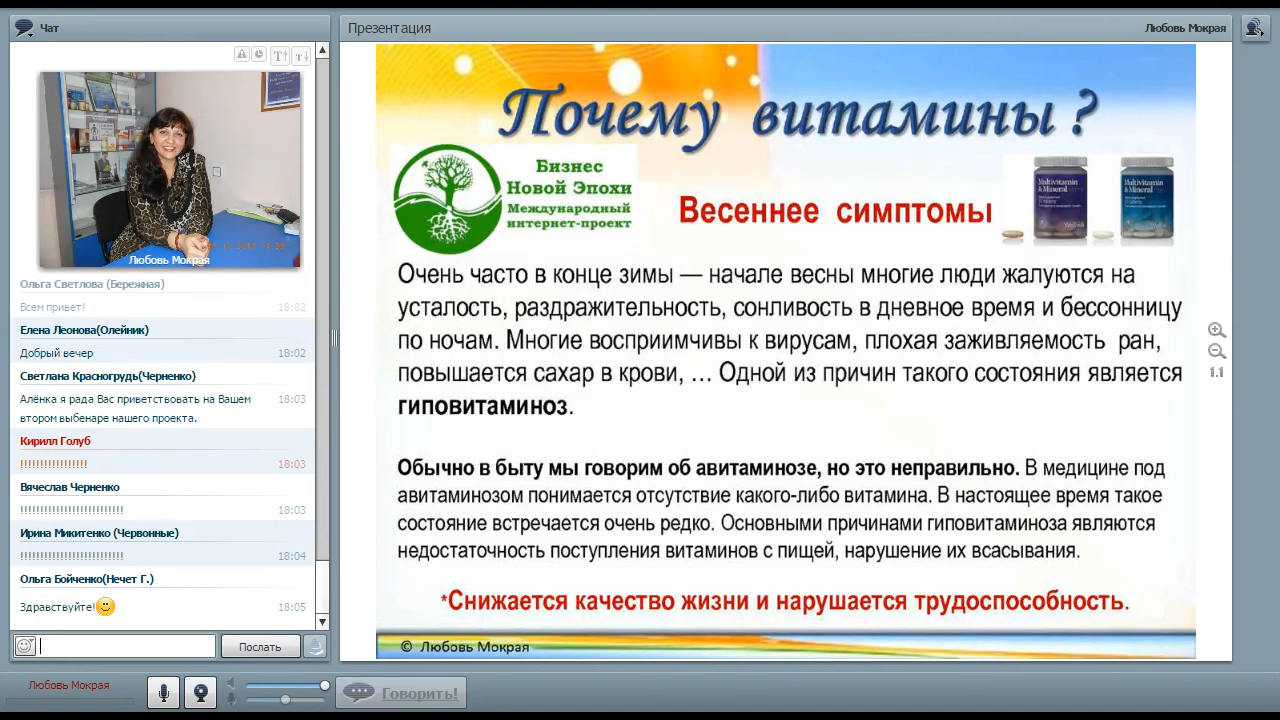 Чат
Любовь Мокрая
Ольга Светлова (Бережная)
Всем привет! 18:02
Елена Леонова(Олейник)
Добрый вечер 18:02
Светлана Красногрудь(Черненко)
Алёнка я рада Вас приветствовать на Вашем 18:03
втором выбенаре нашего проекта.
Кирилл Голуб
!!!!!!!!!!!!!!!!! 18:03
Вячеслав Черненко
!!!!!!!!!!!!!!!!!!!!!!!!!! 18:03
Ирина Микитенко (Червонные)
!!!!!!!!!!!!!!!!!!!!!!!!!! 18:04
Ольга Бойченко(Нечет Г.)
Здравствуйте! 18:05
Послать
Любовь Мокрая
Говорить!
Презентация
Любовь Мокрая
Почему витамины ?
Бизнес
Новой Эпохи
Международный
интернет-проект
Весеннее симптомы
Multivitamin
& Mineral
Multivitamin
& Mineral
Очень часто в конце зимы — начале весны многие люди жалуются на
усталость, раздражительность, сонливость в дневное время и бессонницу
по ночам. Многие восприимчивы к вирусам, плохая заживляемость ран,
повышается сахар в крови, … Одной из причин такого состояния является
гиповитаминоз.
Обычно в быту мы говорим об авитаминозе, но это неправильно. В медицине под
авитаминозом понимается отсутствие какого-либо витамина. В настоящее время такое
состояние встречается очень редко. Основными причинами гиповитаминоза являются
недостаточность поступления витаминов с пищей, нарушение их всасывания.
*Снижается качество жизни и нарушается трудоспособность.
© Любовь Мокрая
1:1